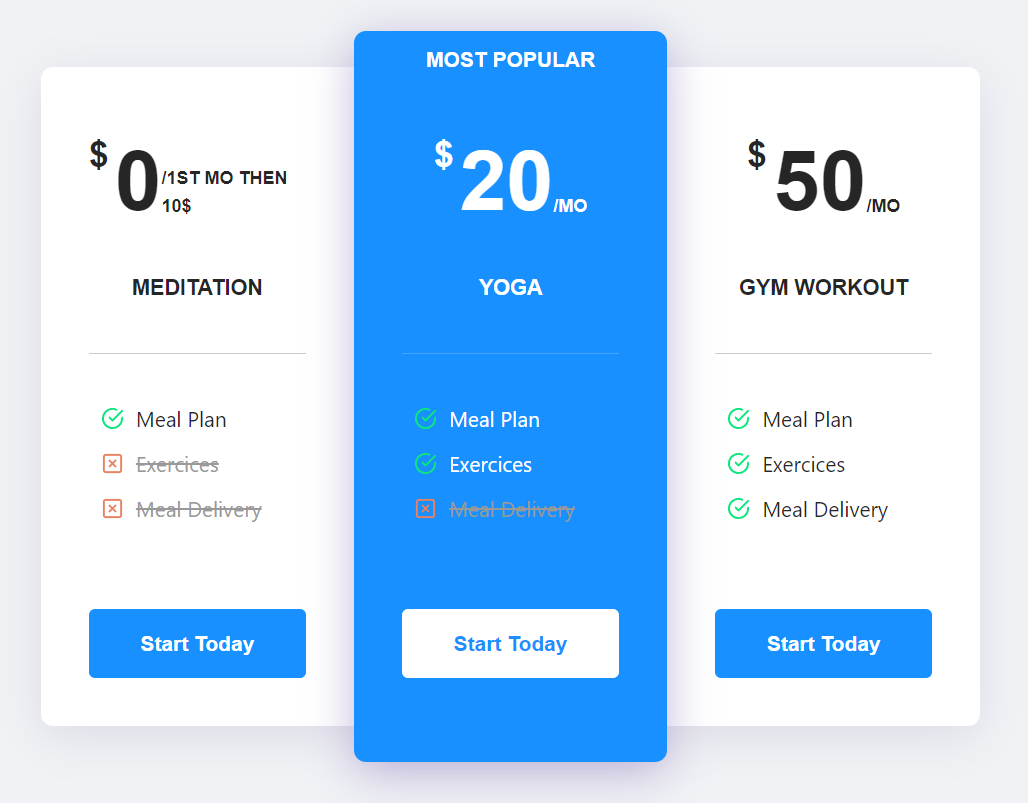 MOST POPULAR
$0/1ST MO THEN
10$
MEDITATION
Meal Plan
Exercices
Meal Delivery
Start Today
$20/MO
YOGA
Meal Plan
Exercices
Meal Delivery
Start Today
$50/MO
GYM WORKOUT
Meal Plan
Exercices
Meal Delivery
Start Today